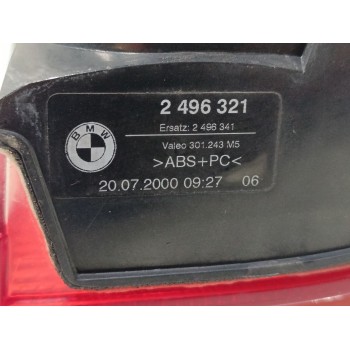 2 496 321
Ersatz: 2 496 341
BMW
Valeo 301.243 M5
>ABS+PC<
20.07.2000 09:27 06